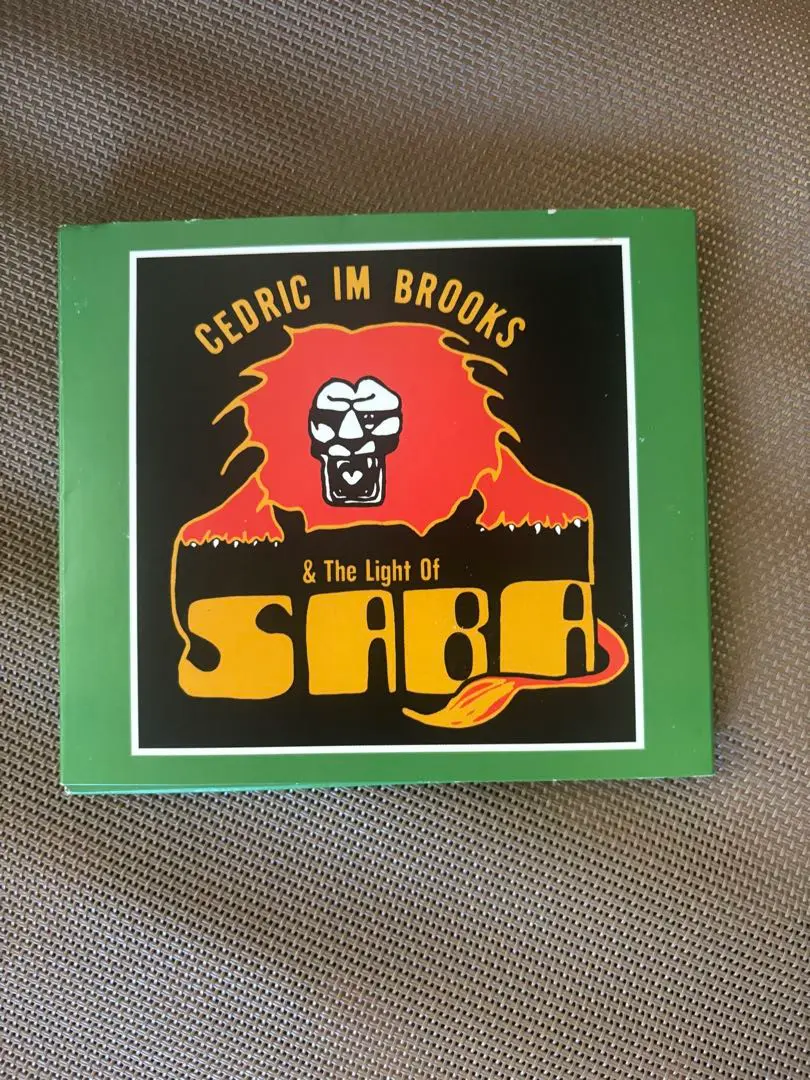 CEDRIC IM BROOKS
& The Light Of
SABA